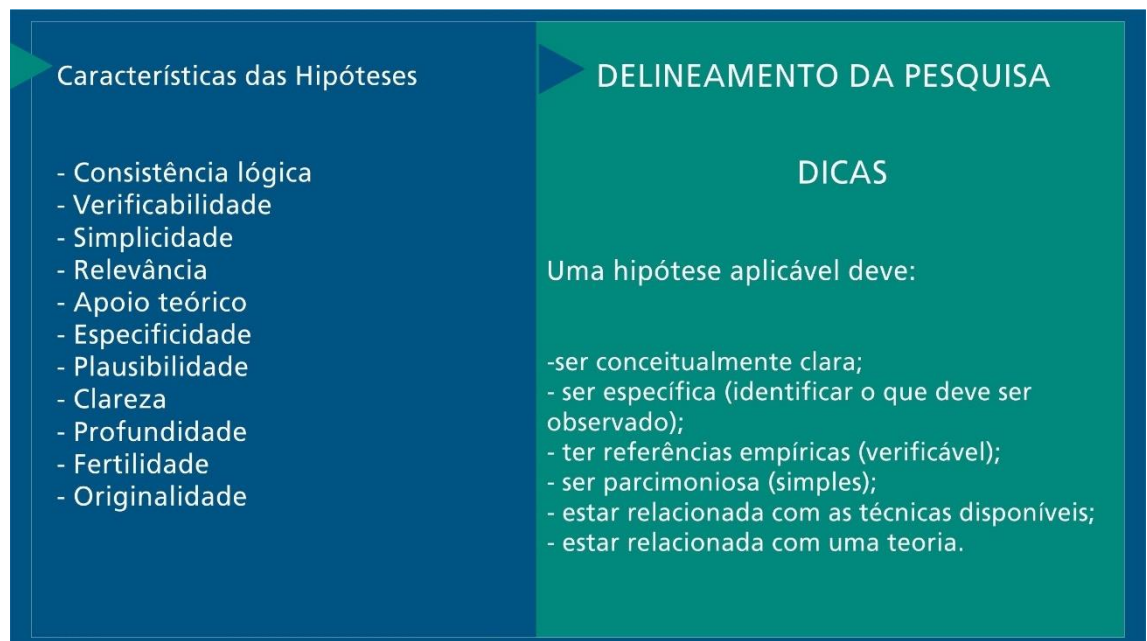 Características das Hipóteses
- Consistência lógica
- Verificabilidade
- Simplicidade
- Relevância
- Apoio teórico
- Especificidade
- Plausibilidade
- Clareza
- Profundidade
- Fertilidade
- Originalidade
DELINEAMENTO DA PESQUISA
DICAS
Uma hipótese aplicável deve:
-ser conceitualmente clara;
- ser específica (identificar o que deve ser
observado);
- ter referências empíricas (verificável);
- ser parcimoniosa (simples);
- estar relacionada com as técnicas disponíveis;
- estar relacionada com uma teoria.